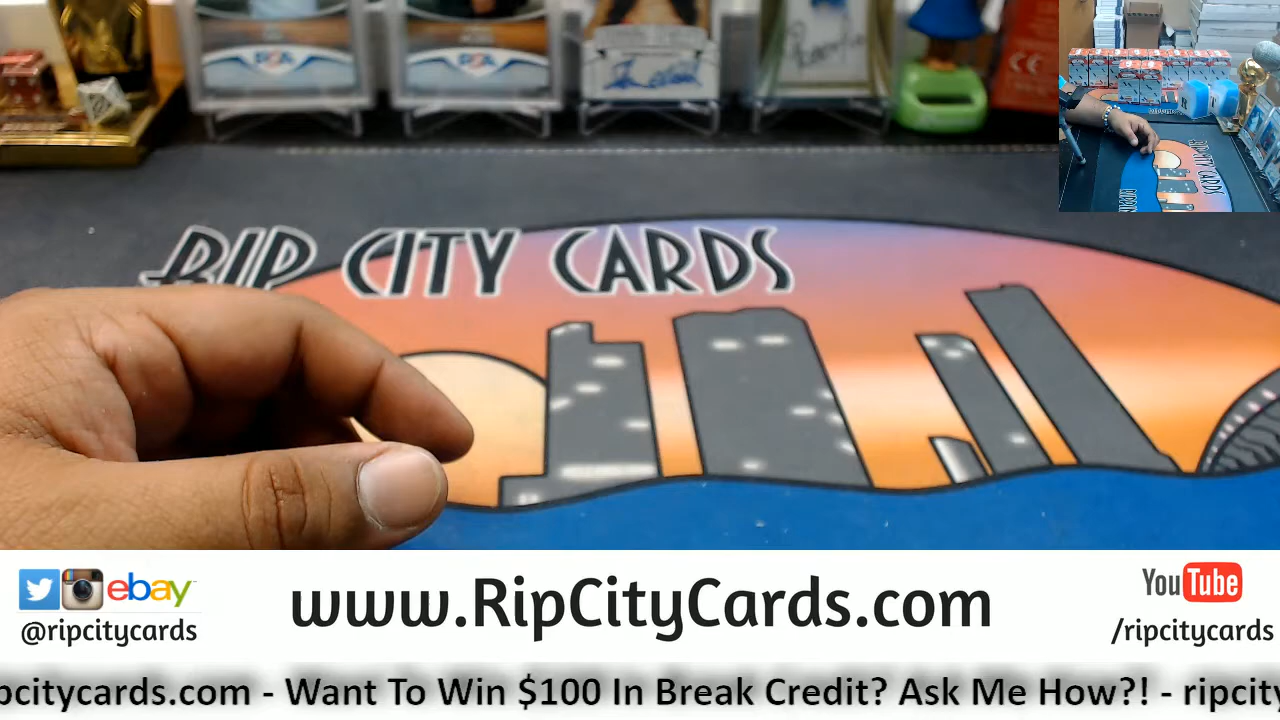 RIP CITY CARDS
CE
ebay
@ripcitycards
www.RipCityCards.com
YouTube
/ripcitycards
pcitycards.com - Want To Win $100 In Break Credit? Ask Me How?! - ripcity